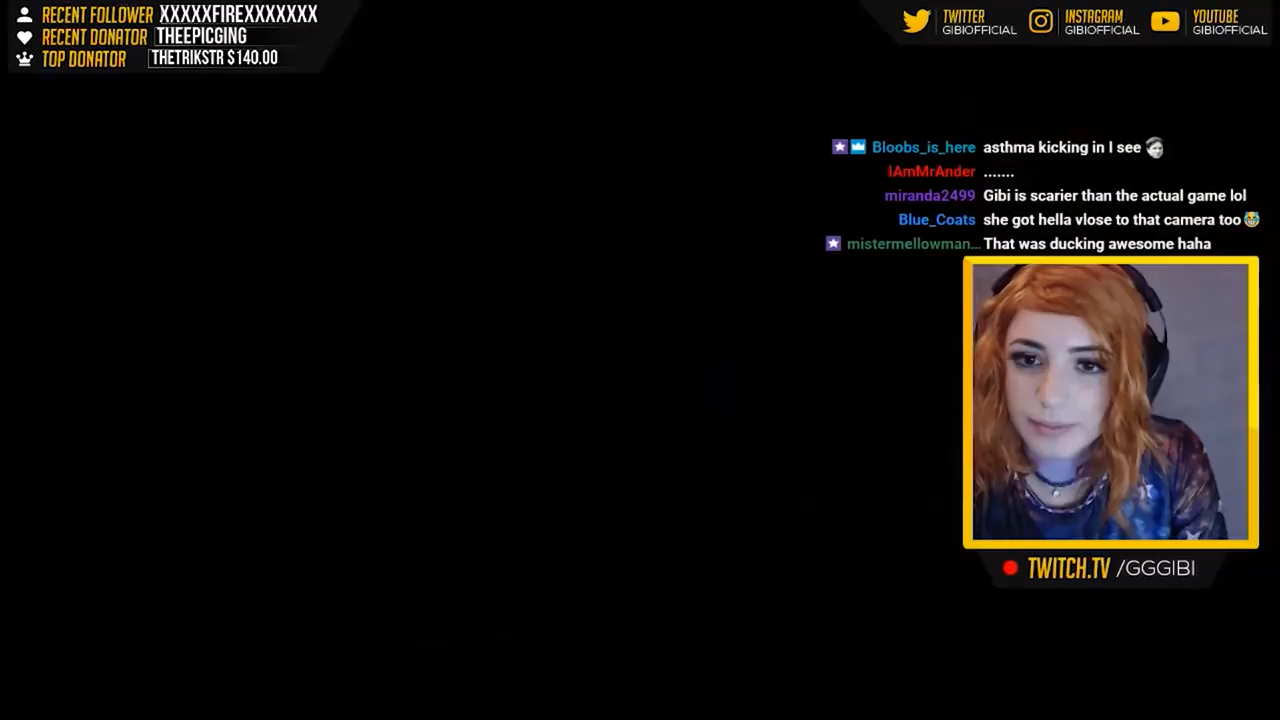 RECENT FOLLOWER XXXXXFIREXXXXXXX
RECENT DONATOR THEEPICGING
TOP DONATOR THETRIKSTR $140.00
TWITTER
GIBIOFFICIAL
INSTAGRAM
GIBIOFFICIAL
YOUTUBE
GIBIOFFICIAL
Bloobs_is_here asthma kicking in I see
IAmMrAnder .......
miranda2499 Gibi is scarier than the actual game lol
Blue_Coats she got hella vlose to that camera too
mistermellowman... That was ducking awesome haha
TWITCH.TV /GGGIBI